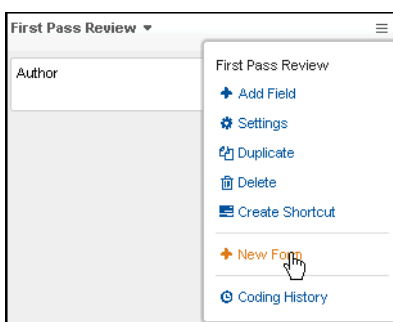 First Pass Review
Author
First Pass Review
Add Field
Settings
Duplicate
Delete
Create Shortcut
New Form
Coding History